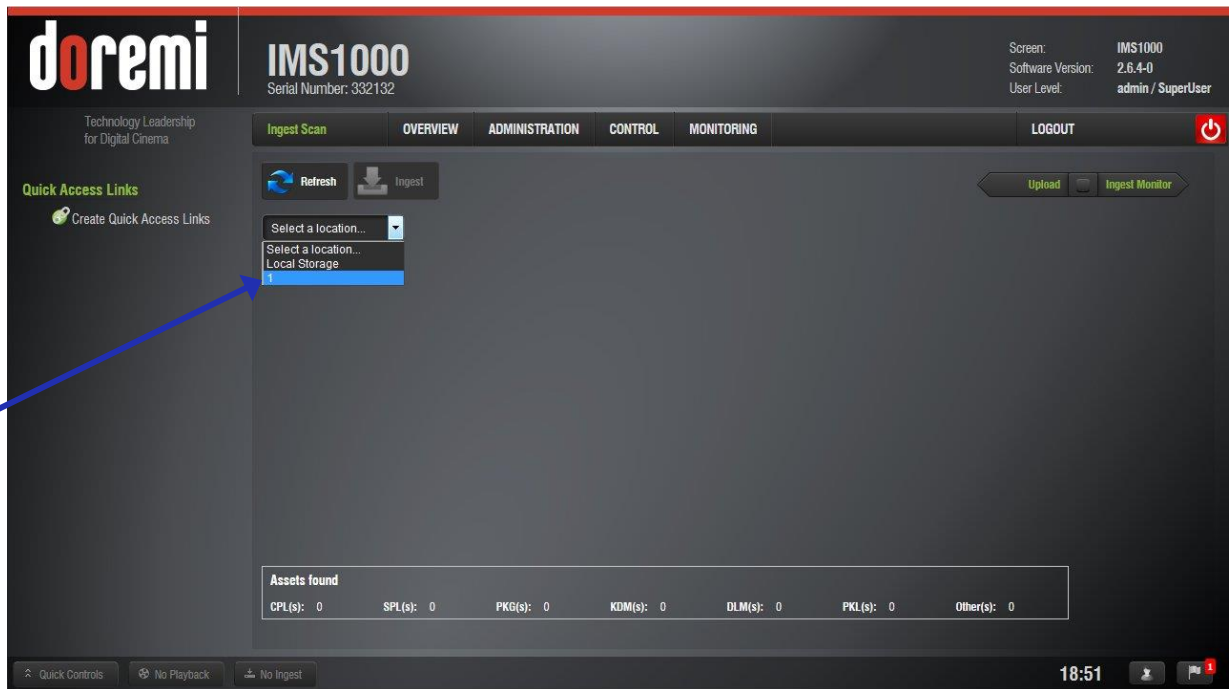 doremi
Technology Leadership
for Digital Cinema
IMS1000
Serial Number: 332132
Screen: IMS1000
Software Version: 2.6.4-0
User Level: admin / SuperUser
Ingest Scan OVERVIEW ADMINISTRATION CONTROL MONITORING LOGOUT
Quick Access Links
Create Quick Access Links
Refresh Ingest
Upload Ingest Monitor
Select a location...
Select a location...
Local Storage
1
Assets found
CPL(s): 0 SPL(s): 0 PKG(s): 0 KDM(s): 0 DLM(s): 0 PKL(s): 0 Other(s): 0
Quick Controls No Playback No Ingest 18:51 1